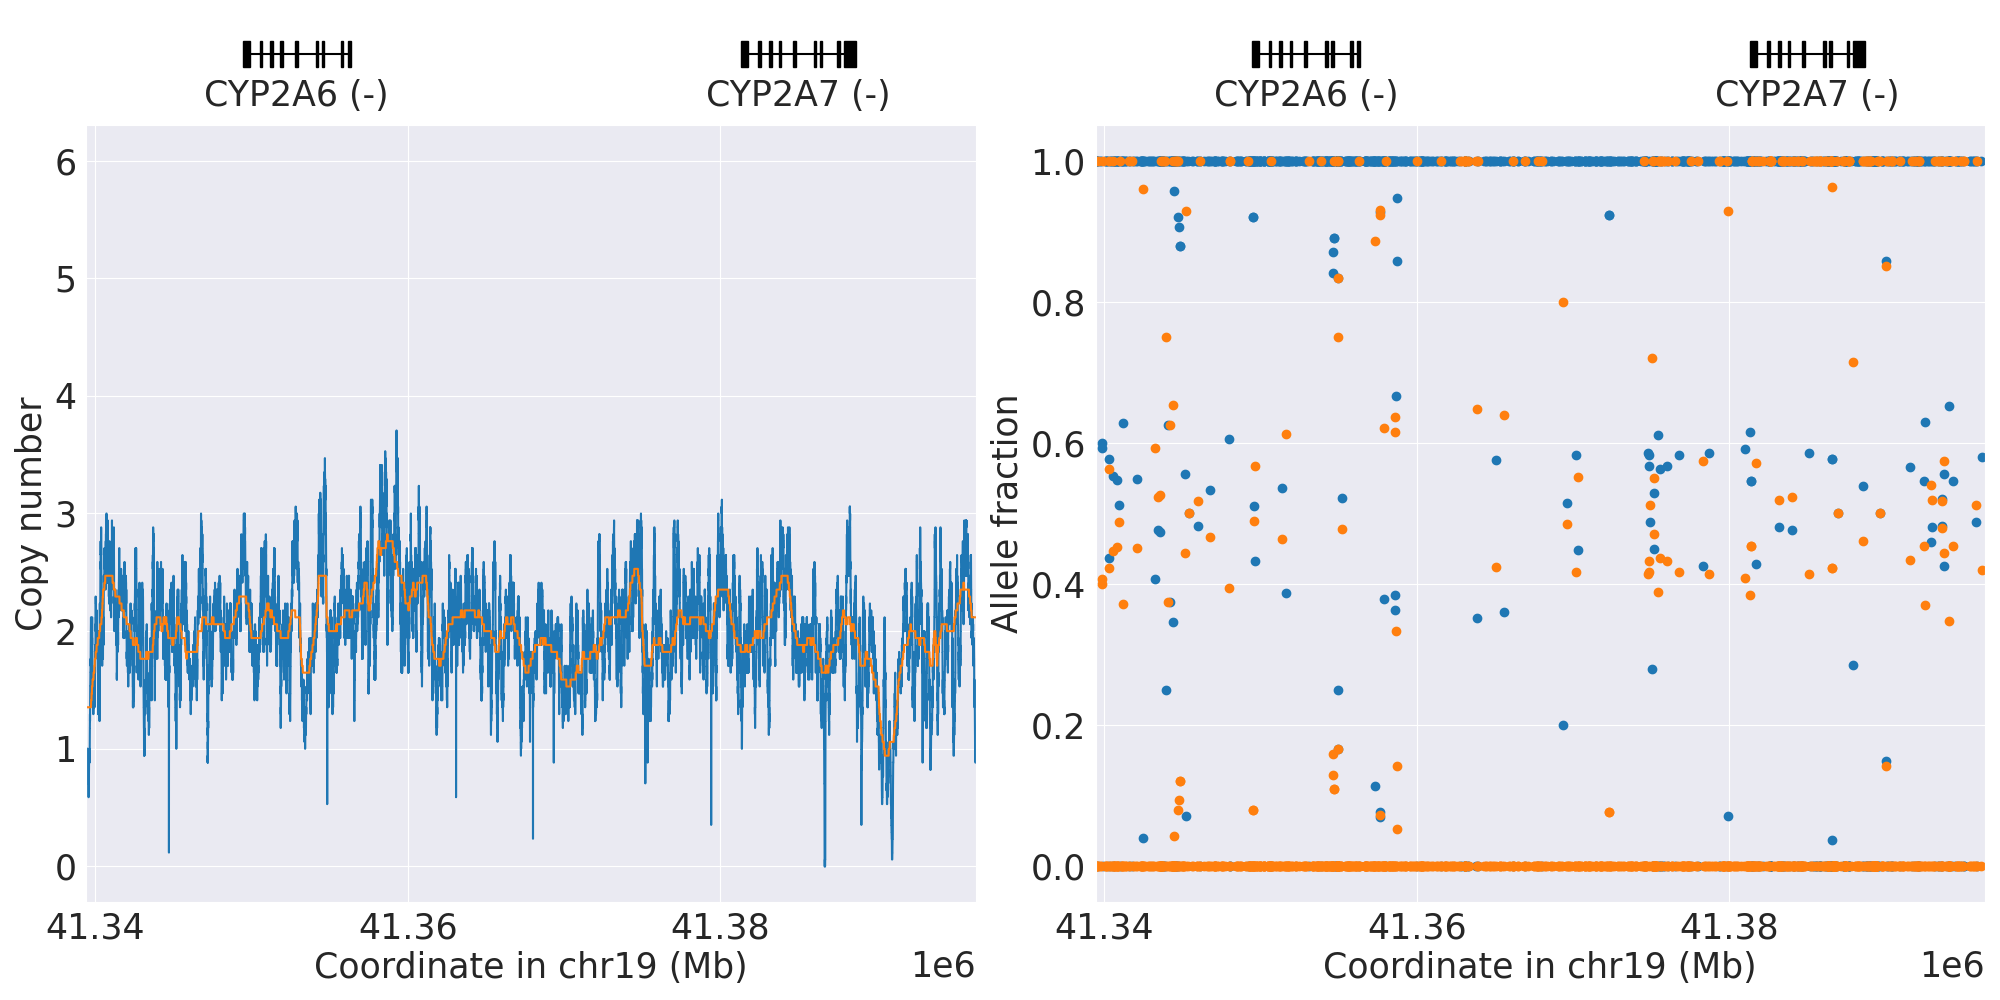 CYP2A6 (-) CYP2A7 (-)
6
5
4
3
2
1
0
Copy number
41.34 41.36 41.38
Coordinate in chr19 (Mb) 1e6
CYP2A6 (-) CYP2A7 (-)
1.0
0.8
0.6
0.4
0.2
0.0
Allele fraction
41.34 41.36 41.38
Coordinate in chr19 (Mb) 1e6